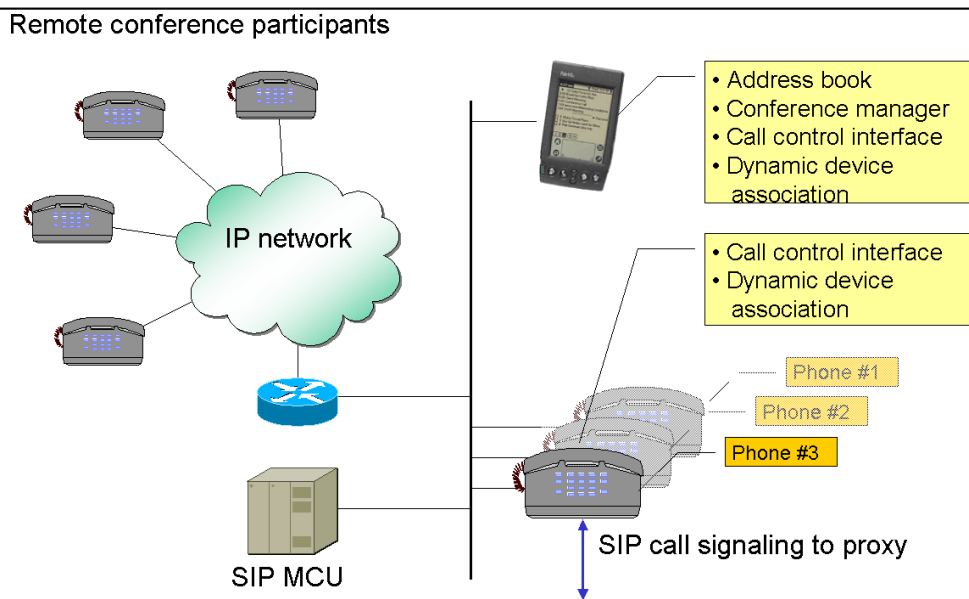 Remote conference participants
• Address book
• Conference manager
• Call control interface
• Dynamic device
association
IP network
• Call control interface
• Dynamic device
association
Phone #1
Phone #2
Phone #3
SIP call signaling to proxy
SIP MCU